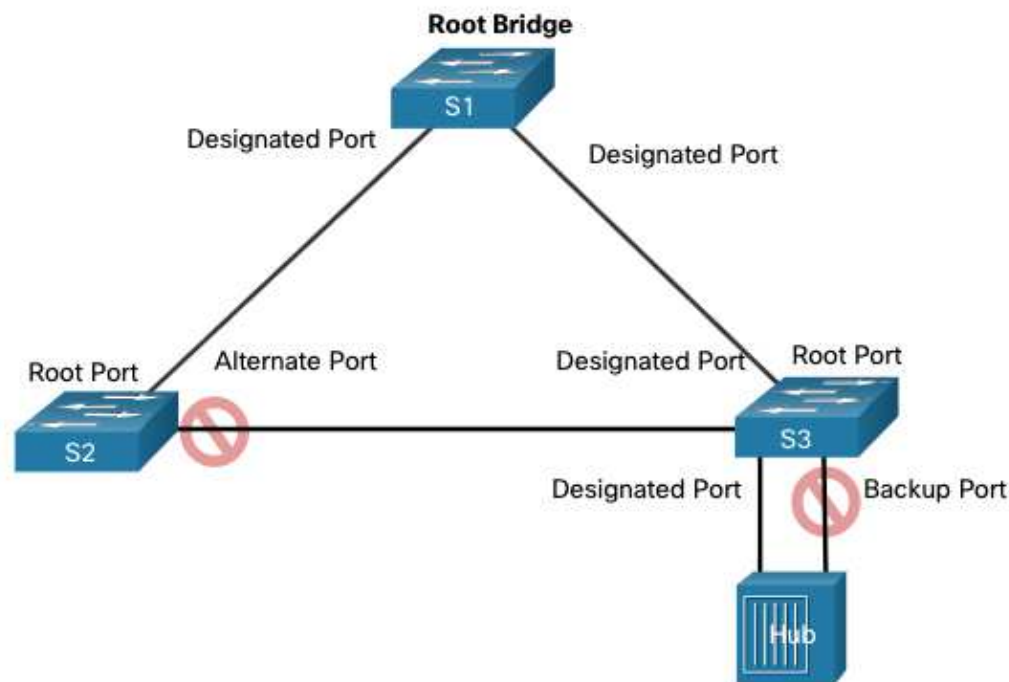 Root Bridge
S1
Designated Port
Designated Port
Root Port
Alternate Port
Designated Port
Root Port
S2
S3
Designated Port
Backup Port
Hub